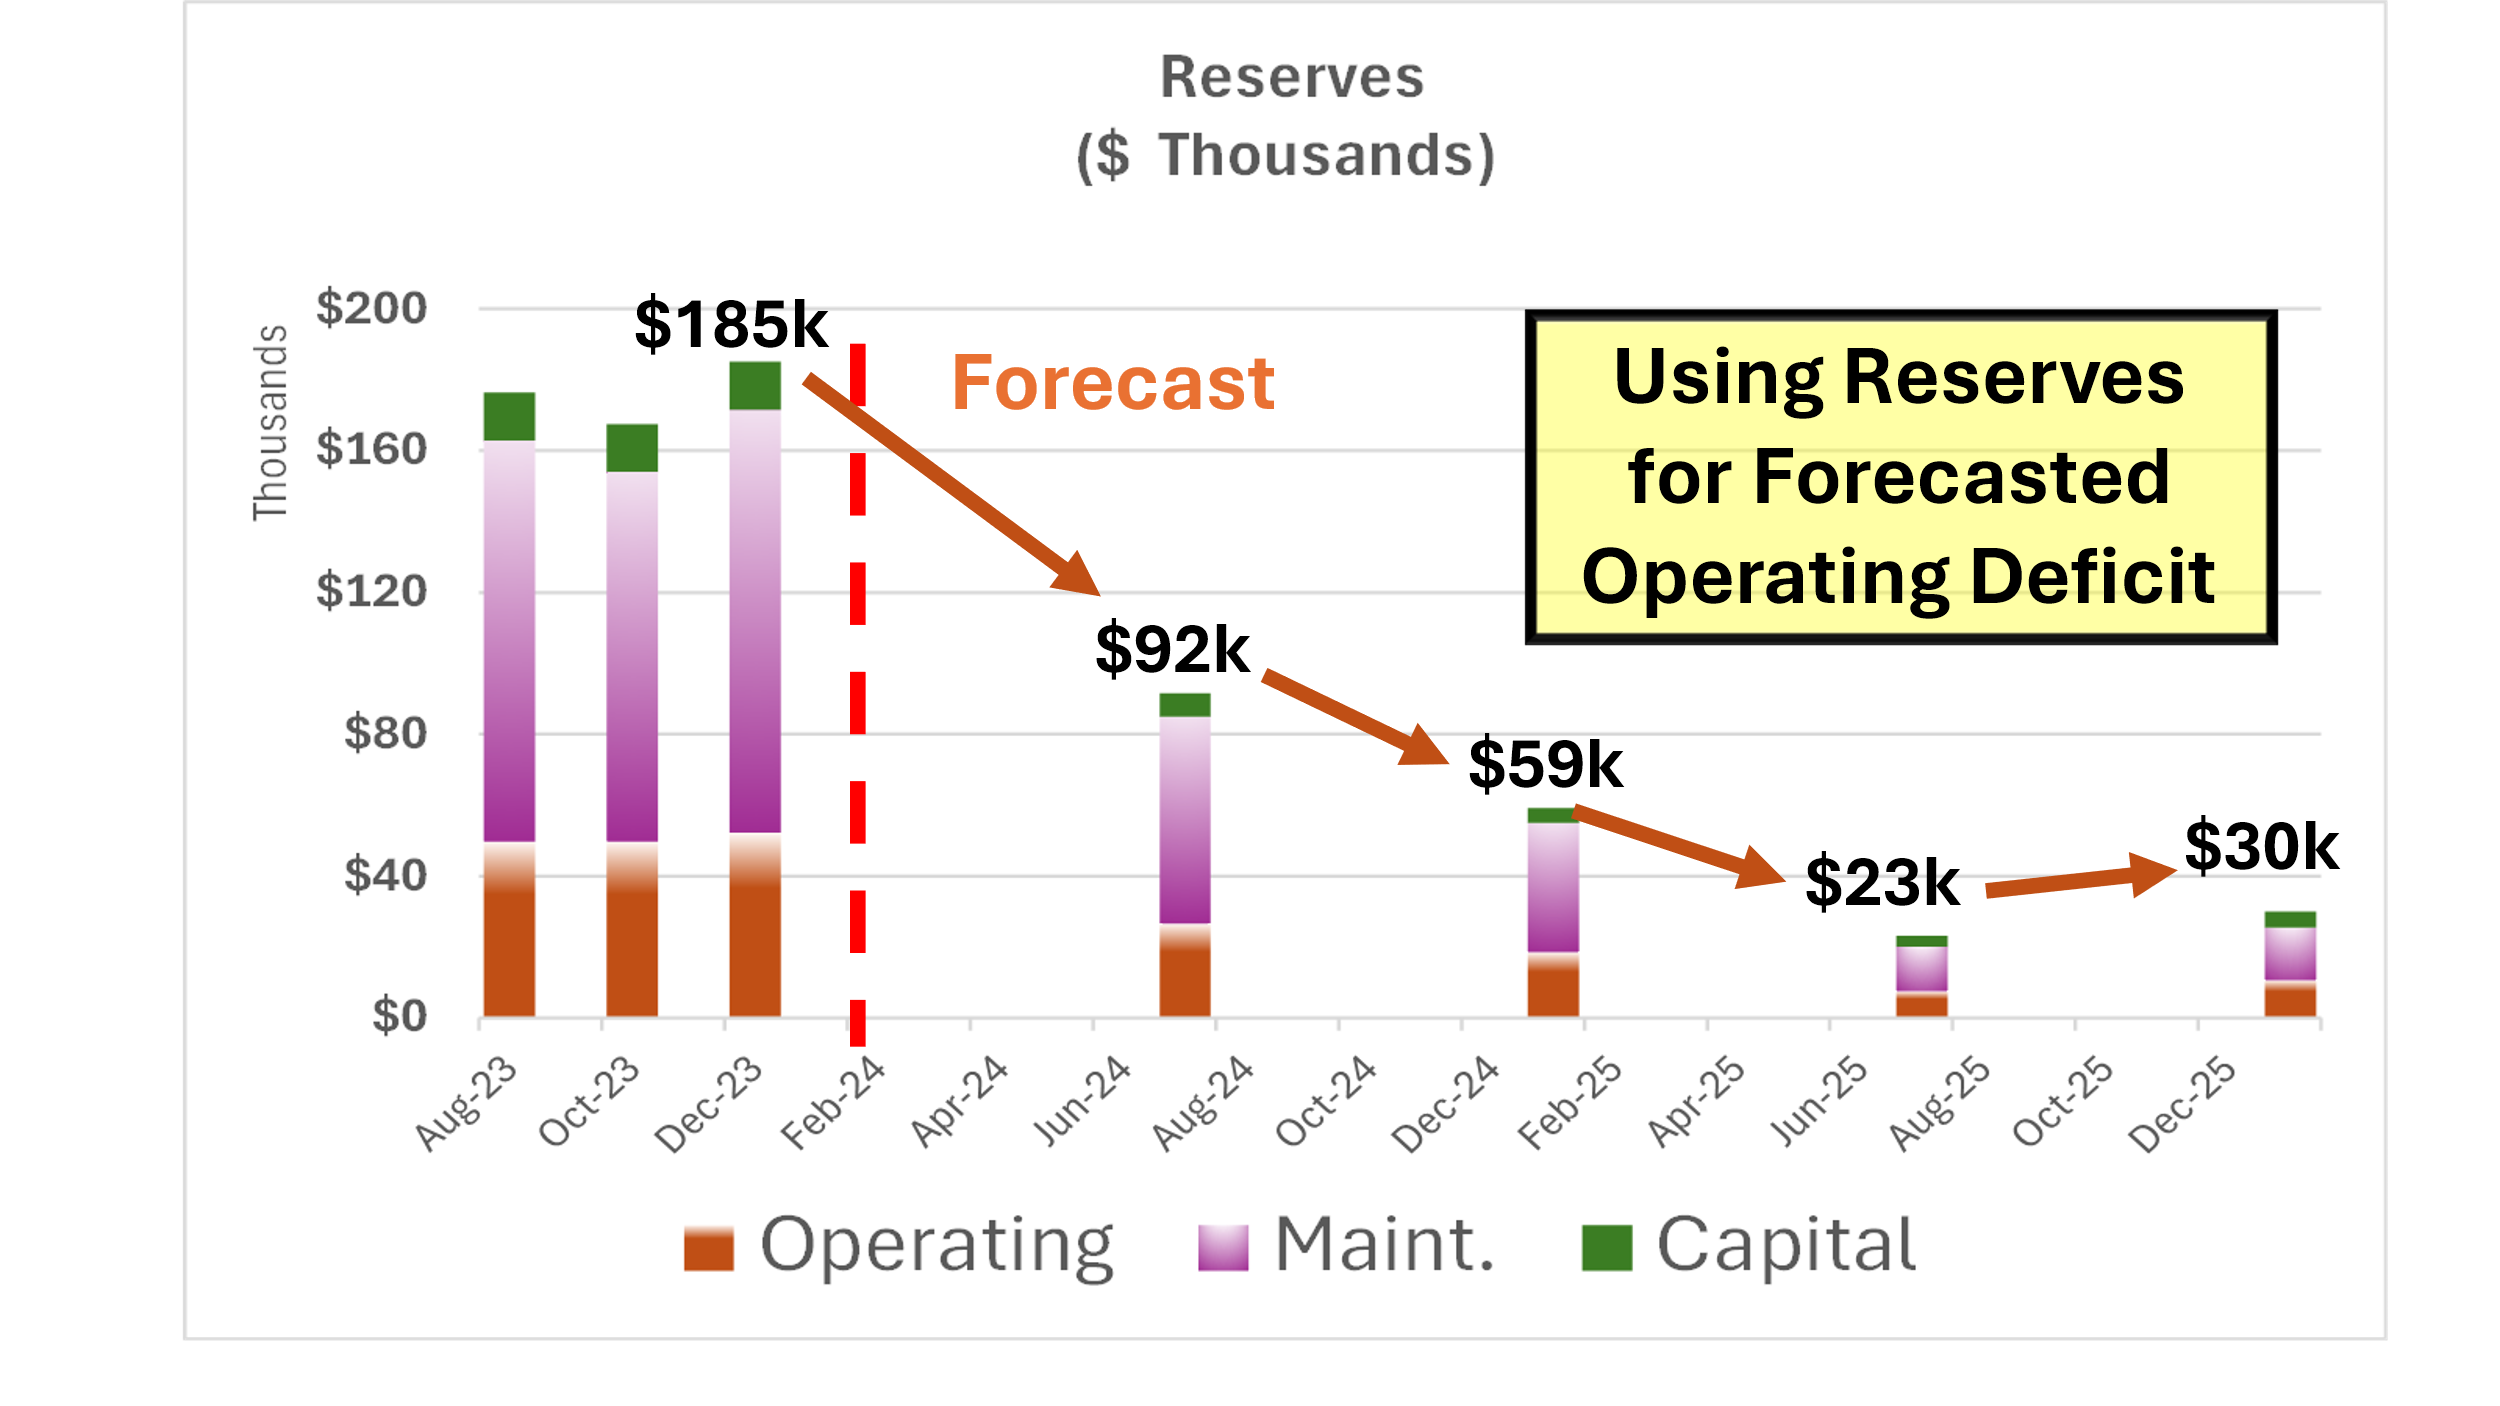 Reserves
($ Thousands)
Thousands
$200
$160
$120
$80
$40
$0
$185k
Forecast
$92k
$59k
$23k
$30k
Using Reserves
for Forecasted
Operating Deficit
Aug-23
Oct-23
Dec-23
Feb-24
Apr-24
Jun-24
Aug-24
Oct-24
Dec-24
Feb-25
Apr-25
Jun-25
Aug-25
Oct-25
Dec-25
Operating
Maint.
Capital